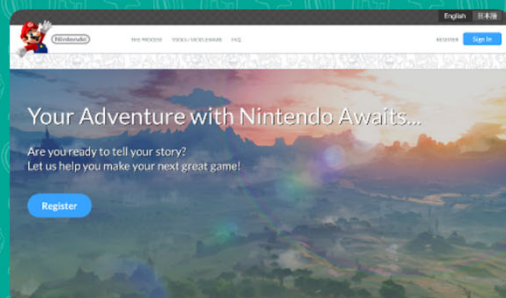 English 日本語
Nintendo
THE PROCESS TOOLS / MIDDLEWARE FAQ REGISTER Sign In
Your Adventure with Nintendo Awaits...
Are you ready to tell your story?
Let us help you make your next great game!
Register